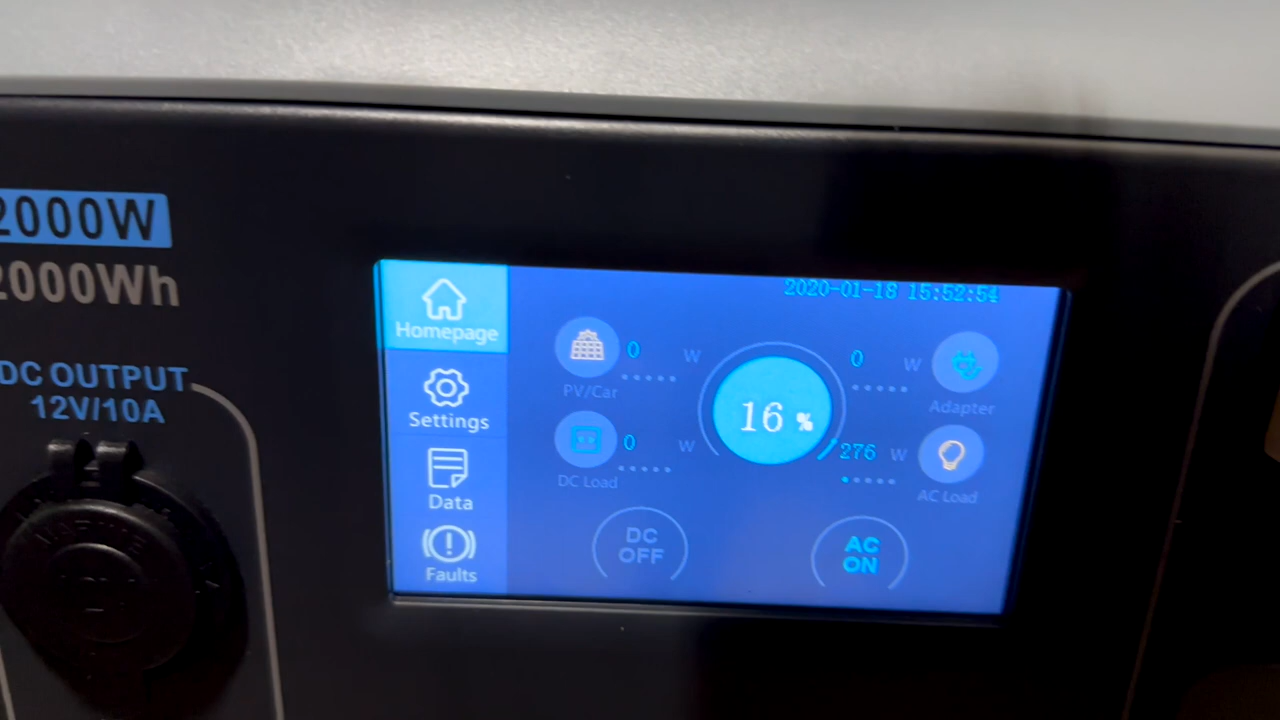 2000W
2000Wh
DC OUTPUT
12V/10A
Homepage
Settings
Data
Faults
2020-01-18 15:52:54
0 W
PV/Car
0 W
DC Load
16 %
0 W
Adapter
276 W
AC Load
DC
OFF
AC
ON